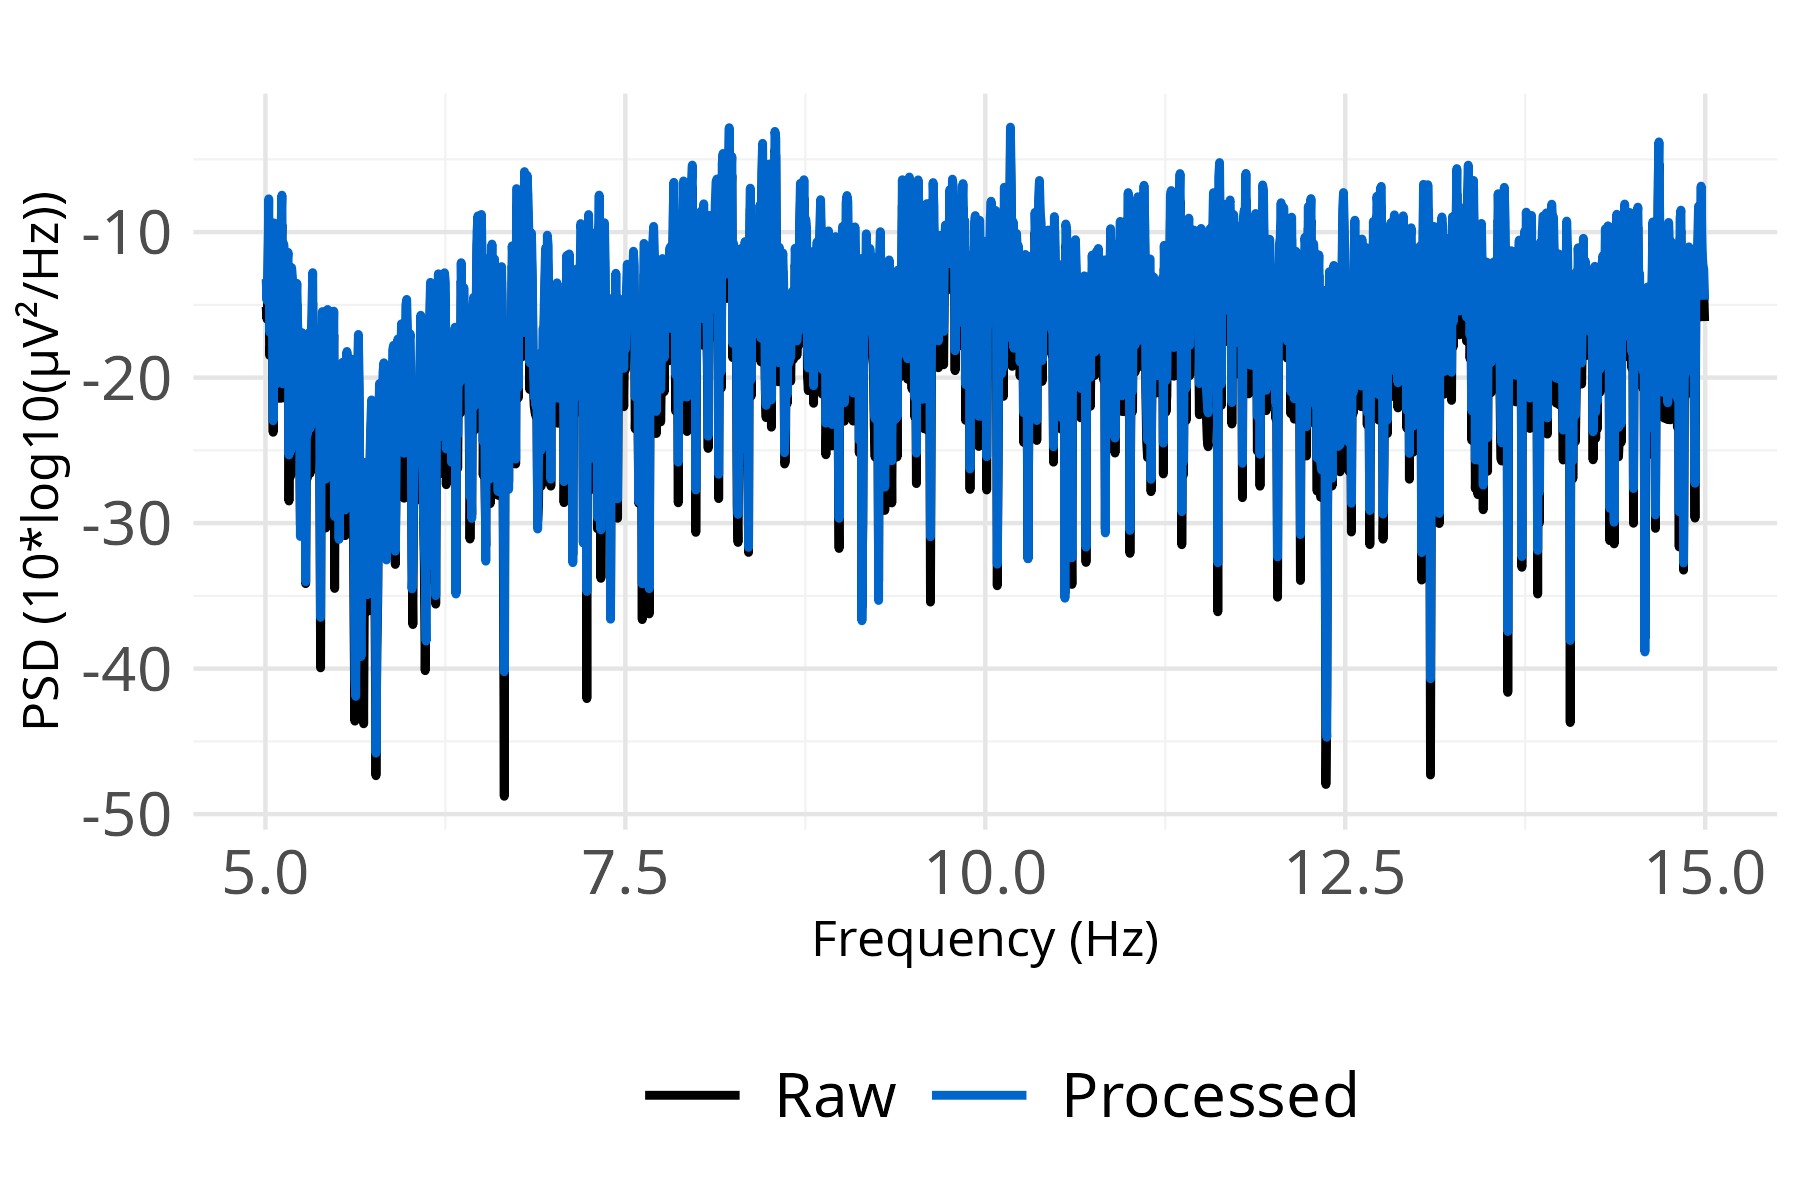 PSD (10*log10(µV²/Hz))
-10
-20
-30
-40
-50
5.0 7.5 10.0 12.5 15.0
Frequency (Hz)
Raw Processed